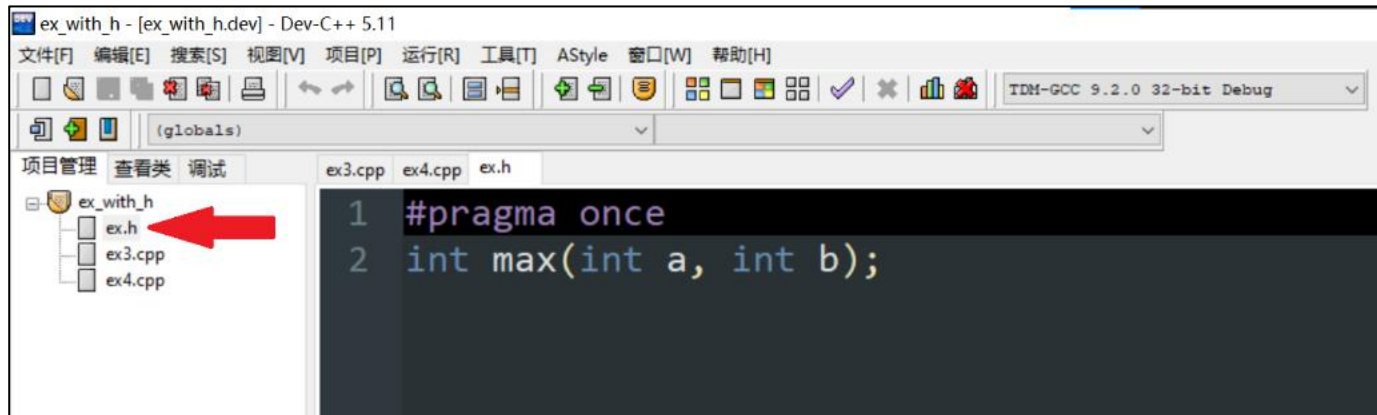 ex_with_h - [ex_with_h.dev] - Dev-C++ 5.11
文件[F] 编辑[E] 搜索[S] 视图[V] 项目[P] 运行[R] 工具[T] AStyle 窗口[W] 帮助[H]
TDM-GCC 9.2.0 32-bit Debug
(globals)
项目管理 查看类 调试 ex3.cpp ex4.cpp ex.h
ex_with_h
ex.h
ex3.cpp
ex4.cpp
1 #pragma once
2 int max(int a, int b);